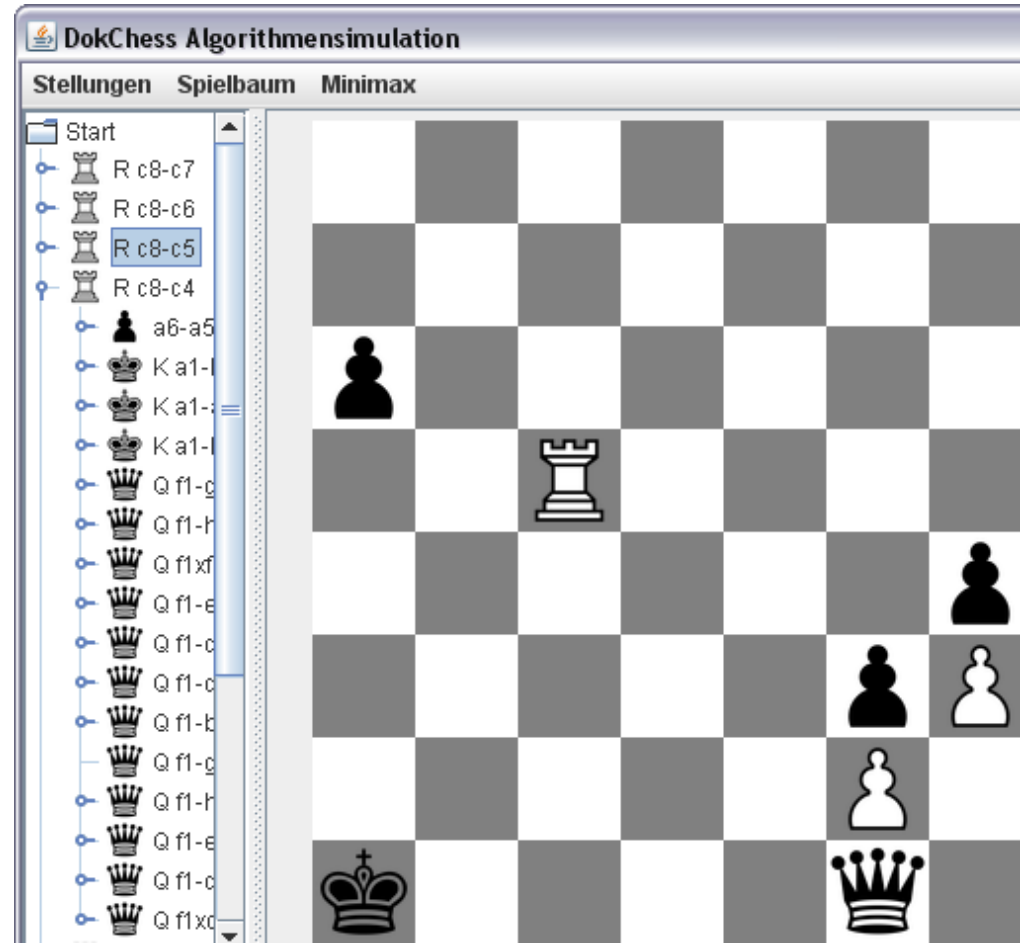 DokChess Algorithmensimulation
Stellungen Spielbaum Minimax
Start
R c8-c7
R c8-c6
R c8-c5
R c8-c4
a6-a5
K a1-
K a1-
K a1-
Q f1-
Q f1-
Q f1xf
Q f1-e
Q f1-
Q f1-
Q f1-b
Q f1-
Q f1-
Q f1-e
Q f1-
Q f1x